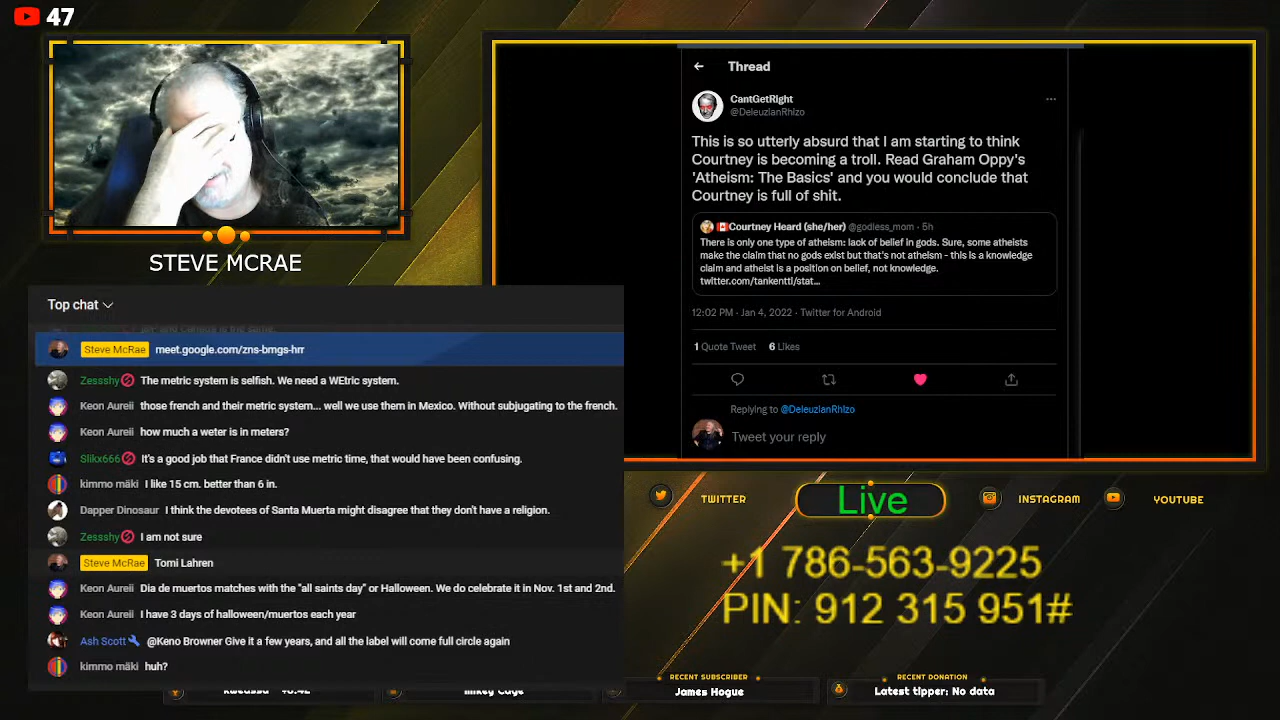 47
STEVE MCRAE
Top chat
Steve McRae meet.google.com/zns-bmgs-hrr
Zessshy The metric system is selfish. We need a WEtric system.
Keon Aureii those french and their metric system... well we use them in Mexico. Without subjugating to the french.
Keon Aureii how much a weter is in meters?
Slikx666 It's a good job that France didn't use metric time, that would have been confusing.
kimmo mäki I like 15 cm. better than 6 in.
Dapper Dinosaur I think the devotees of Santa Muerta might disagree that they don't have a religion.
Zessshy I am not sure
Steve McRae Tomi Lahren
Keon Aureii Dia de muertos matches with the "all saints day" or Halloween. We do celebrate it in Nov. 1st and 2nd.
Keon Aureii I have 3 days of halloween/muertos each year
Ash Scott @Keno Browner Give it a few years, and all the label will come full circle again
kimmo mäki huh?
Thread
CantGetRight
@DeleuzianRhizo
This is so utterly absurd that I am starting to think
Courtney is becoming a troll. Read Graham Oppy's
'Atheism: The Basics' and you would conclude that
Courtney is full of shit.
Courtney Heard (she/her) @godless_mom · 5h
There is only one type of atheism: lack of belief in gods. Sure, some atheists
make the claim that no gods exist but that's not atheism - this is a knowledge
claim and atheist is a position on belief, not knowledge.
twitter.com/tankentti/stat...
12:02 PM · Jan 4, 2022 · Twitter for Android
1 Quote Tweet 6 Likes
Replying to @DeleuzianRhizo
Tweet your reply
TWITTER
Live
INSTAGRAM
YOUTUBE
+1 786-563-9225
PIN: 912 315 951#
Mikey Cage
RECENT SUBSCRIBER
James Hogue
RECENT DONATION
Latest tipper: No data